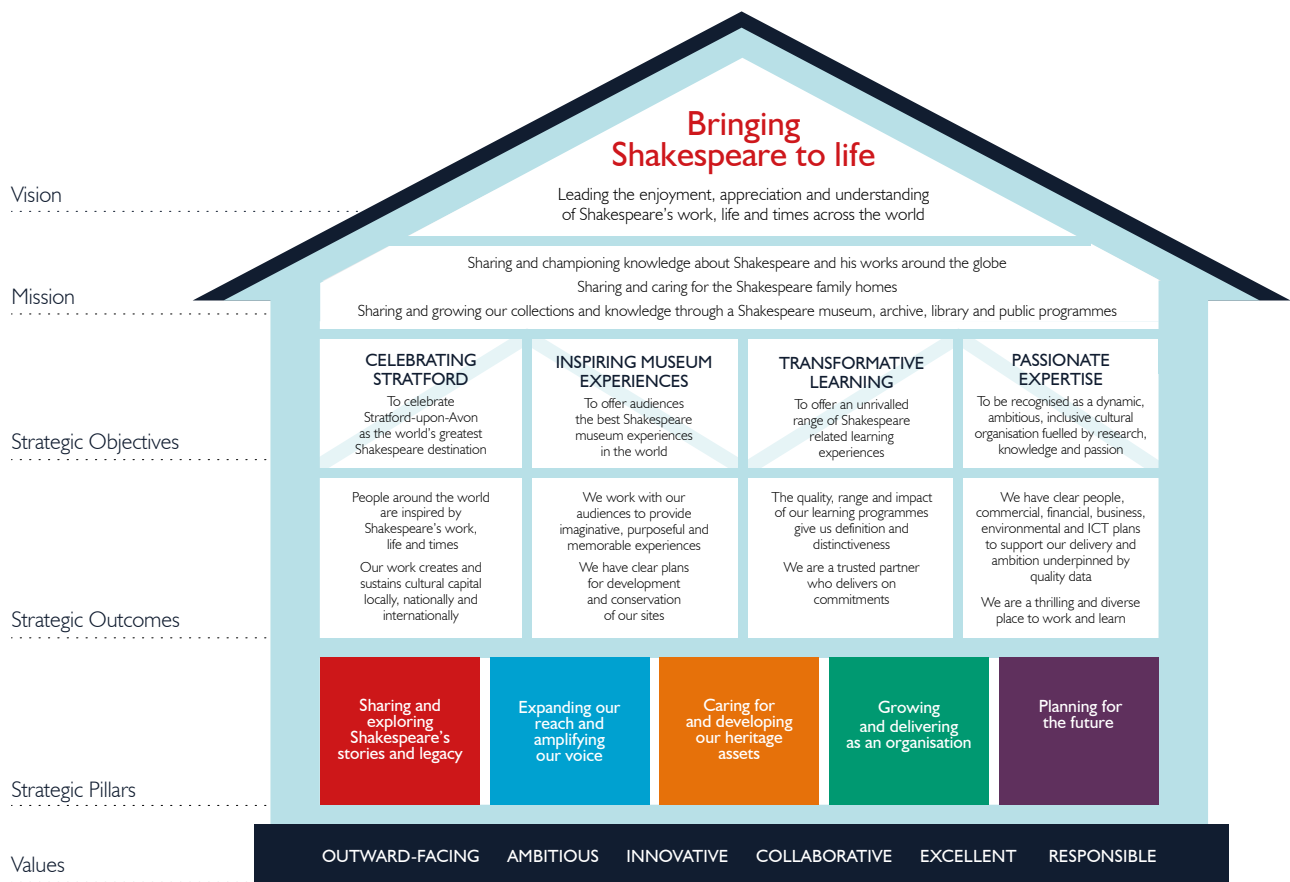 Bringing
Shakespeare to life
Vision
Leading the enjoyment, appreciation and understanding
of Shakespeare's work, life and times across the world
Mission
Sharing and championing knowledge about Shakespeare and his works around the globe
Sharing and caring for the Shakespeare family homes
Sharing and growing our collections and knowledge through a Shakespeare museum, archive, library and public programmes
Strategic Objectives
CELEBRATING
STRATFORD
To celebrate
Stratford-upon-Avon
as the world's greatest
Shakespeare destination
INSPIRING MUSEUM
EXPERIENCES
To offer audiences
the best Shakespeare
museum experiences
in the world
TRANSFORMATIVE
LEARNING
To offer an unrivalled
range of Shakespeare
related learning
experiences
PASSIONATE
EXPERTISE
To be recognised as a dynamic,
ambitious, inclusive cultural
organisation fuelled by research,
knowledge and passion
Strategic Outcomes
People around the world
are inspired by
Shakespeare's work,
life and times
Our work creates and
sustains cultural capital
locally, nationally and
internationally
We work with our
audiences to provide
imaginative, purposeful and
memorable experiences
We have clear plans
for development
and conservation
of our sites
The quality, range and impact
of our learning programmes
give us definition and
distinctiveness
We are a trusted partner
who delivers on
commitments
We have clear people,
commercial, financial, business,
environmental and ICT plans
to support our delivery and
ambition underpinned by
quality data
We are a thrilling and diverse
place to work and learn
Strategic Pillars
Sharing and
exploring
Shakespeare's
stories and legacy
Expanding our
reach and
amplifying
our voice
Caring for
and developing
our heritage
assets
Growing
and delivering
as an organisation
Planning for
the future
Values
OUTWARD-FACING AMBITIOUS INNOVATIVE COLLABORATIVE EXCELLENT RESPONSIBLE